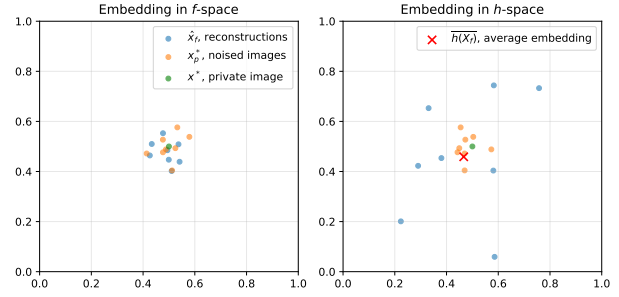 Embedding in f-space
1.0
0.8
0.6
0.4
0.2
0.0
0.0 0.2 0.4 0.6 0.8 1.0
x̂_f, reconstructions
x*_p, noised images
x*, private image
Embedding in h-space
1.0
0.8
0.6
0.4
0.2
0.0
0.0 0.2 0.4 0.6 0.8 1.0
h(X̄_f), average embedding